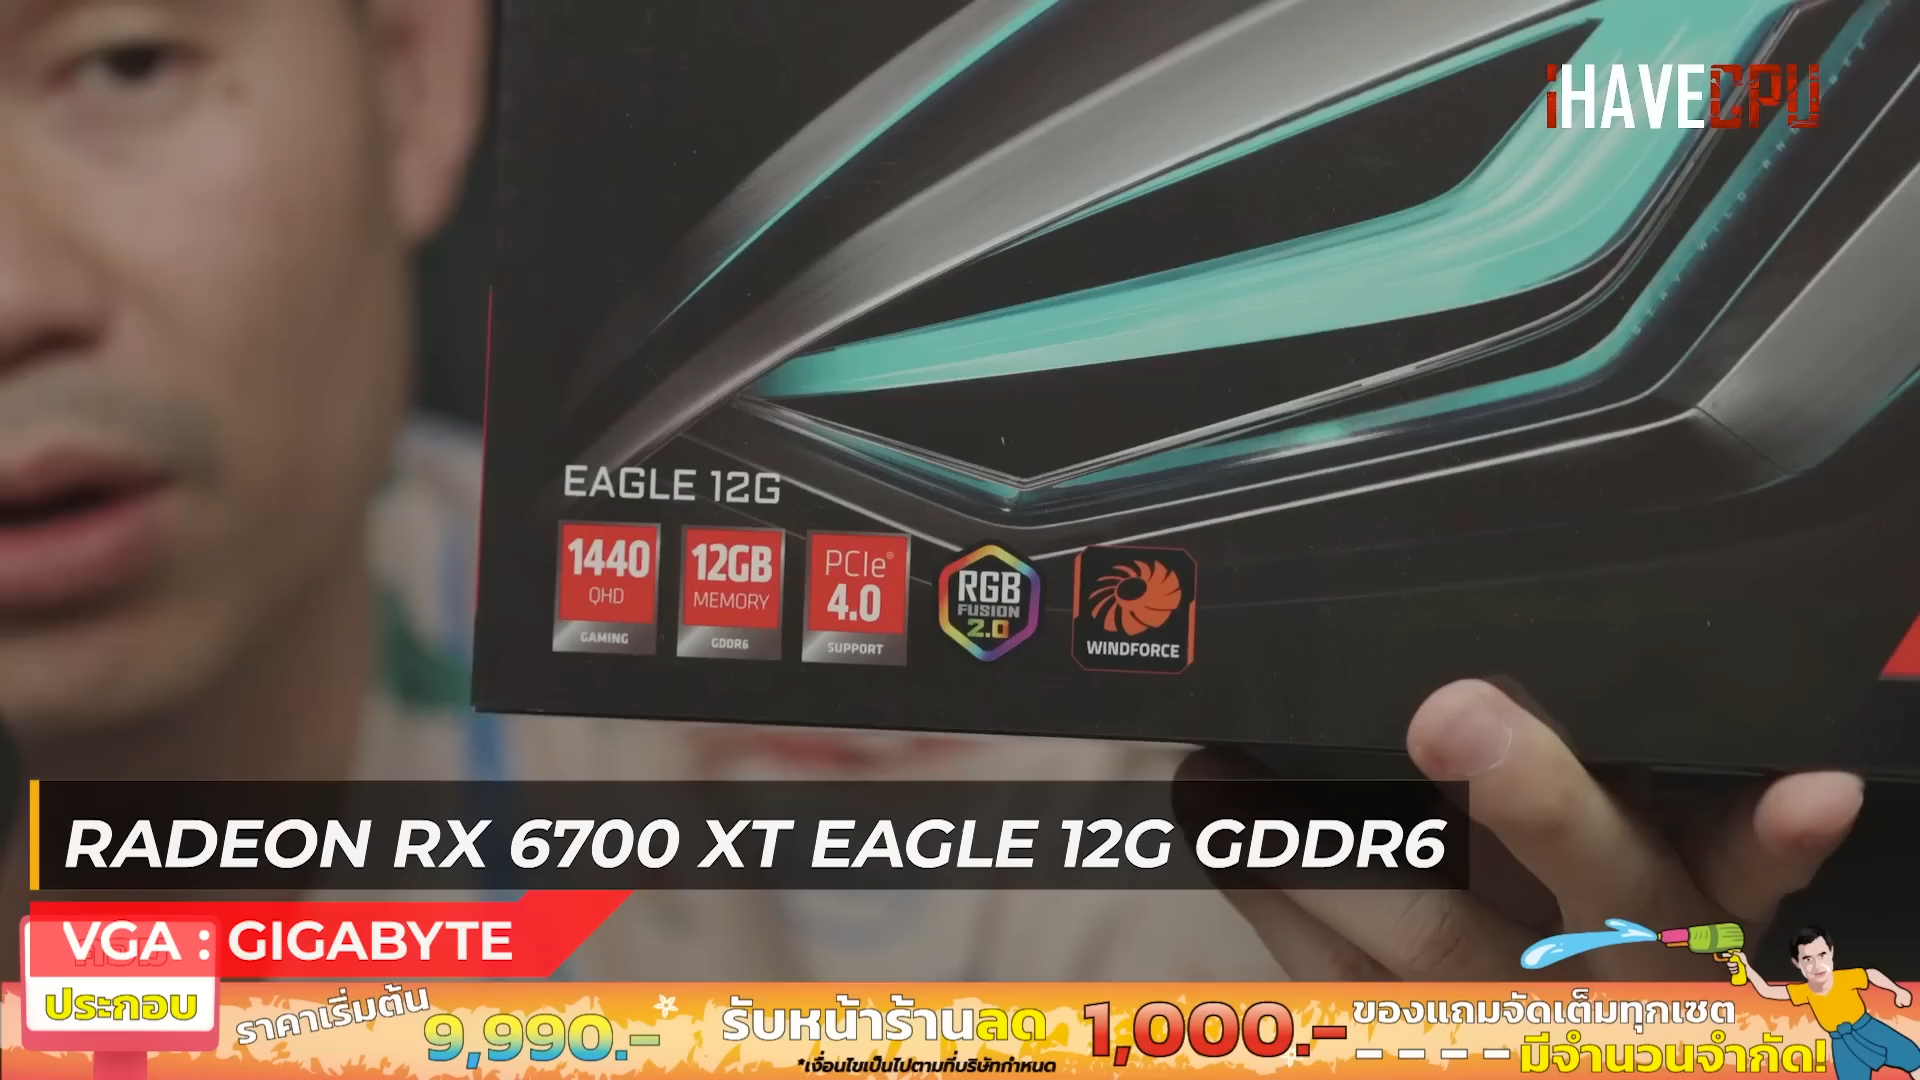 iHAVECPU
EAGLE 12G
1440
QHD
GAMING
12GB
MEMORY
GDDR6
PCIe®
4.0
SUPPORT
RGB
FUSION
2.0
WINDFORCE
RADEON RX 6700 XT EAGLE 12G GDDR6
VGA : GIGABYTE
ประกอบ
ราคาเริ่มต้น
9,990.-
รับหน้าร้านลด
1,000.-
*เงื่อนไขเป็นไปตามที่บริษัทกำหนด
ของแถมจัดเต็มทุกเซต
มีจำนวนจำกัด!